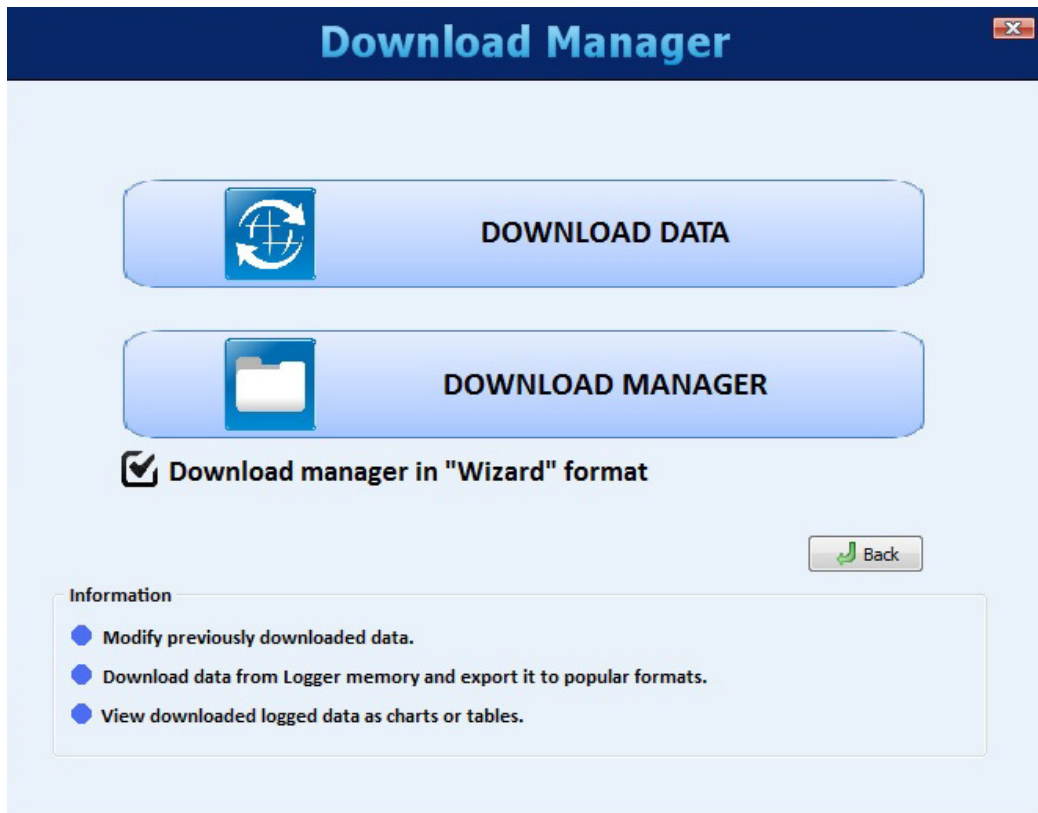 Download Manager
DOWNLOAD DATA
DOWNLOAD MANAGER
Download manager in "Wizard" format
Back
Information
Modify previously downloaded data.
Download data from Logger memory and export it to popular formats.
View downloaded logged data as charts or tables.